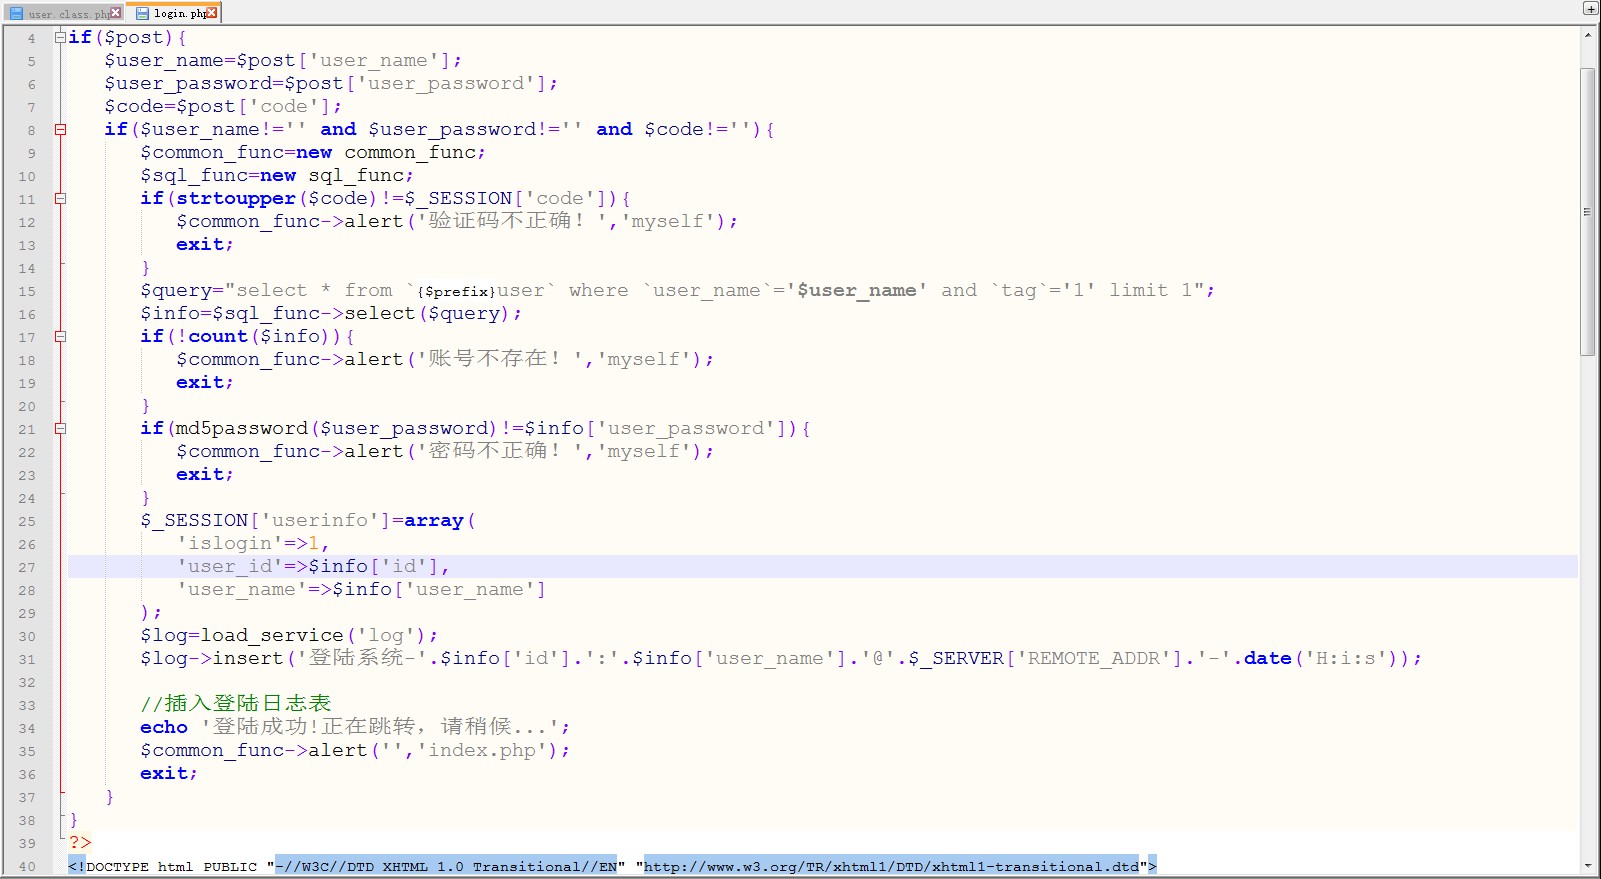 user.class.php login.php
4 if($post){
5 $user_name=$post['user_name'];
6 $user_password=$post['user_password'];
7 $code=$post['code'];
8 if($user_name!='' and $user_password!='' and $code!=''){
9 $common_func=new common_func;
10 $sql_func=new sql_func;
11 if(strtoupper($code)!=$_SESSION['code']){
12 $common_func->alert('验证码不正确！','myself');
13 exit;
14 }
15 $query="select * from `{$prefix}user` where `user_name`='$user_name' and `tag`='1' limit 1";
16 $info=$sql_func->select($query);
17 if(!count($info)){
18 $common_func->alert('账号不存在！','myself');
19 exit;
20 }
21 if(md5password($user_password)!=$info['user_password']){
22 $common_func->alert('密码不正确！','myself');
23 exit;
24 }
25 $_SESSION['userinfo']=array(
26 'islogin'=>1,
27 'user_id'=>$info['id'],
28 'user_name'=>$info['user_name']
29 );
30 $log=load_service('log');
31 $log->insert('登陆系统-'.$info['id'].':'.$info['user_name'].'@'.$_SERVER['REMOTE_ADDR'].'-'.date('H:i:s'));
32
33 //插入登陆日志表
34 echo '登陆成功!正在跳转，请稍候...';
35 $common_func->alert('','index.php');
36 exit;
37 }
38 }
39 ?>
40 <!DOCTYPE html PUBLIC "-//W3C//DTD XHTML 1.0 Transitional//EN" "http://www.w3.org/TR/xhtml1/DTD/xhtml1-transitional.dtd">